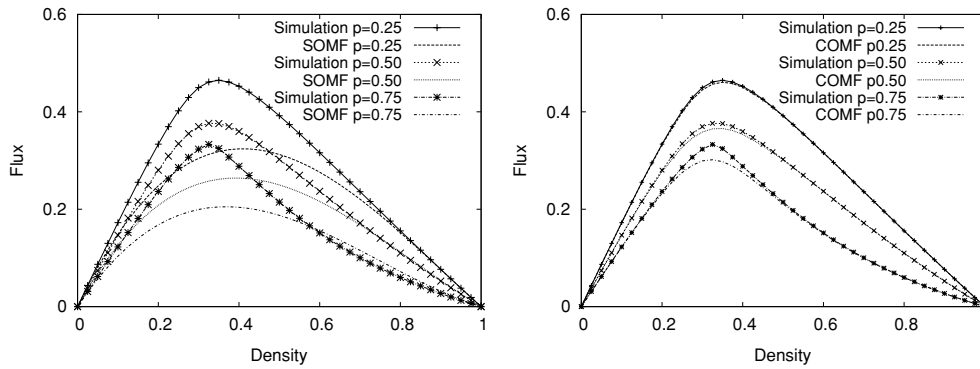 0.6
0.4
0.2
0
Flux
Simulation p=0.25
SOMF p=0.25
Simulation p=0.50
SOMF p=0.50
Simulation p=0.75
SOMF p=0.75
0 0.2 0.4 0.6 0.8 1
Density
0.6
0.4
0.2
0
Flux
Simulation p=0.25
COMF p0.25
Simulation p=0.50
COMF p0.50
Simulation p=0.75
COMF p0.75
0 0.2 0.4 0.6 0.8
Density